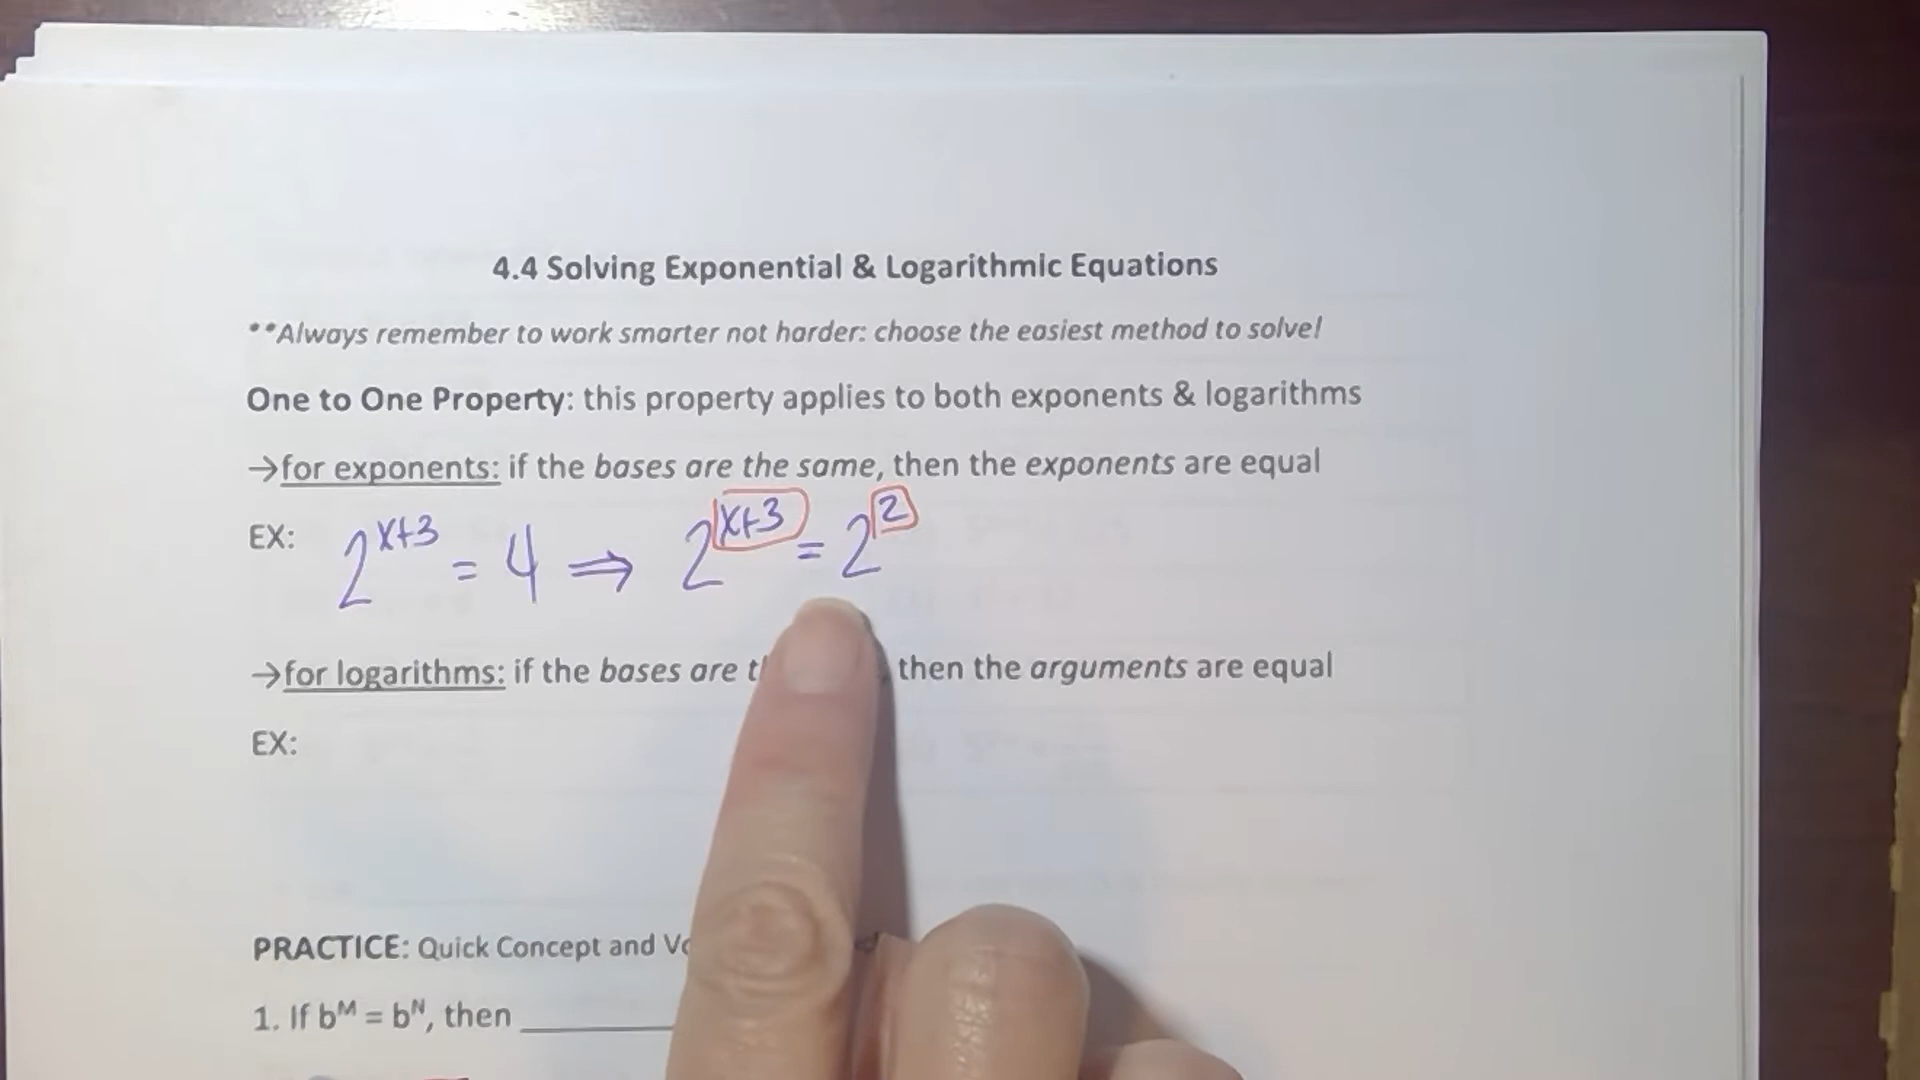 4.4 Solving Exponential & Logarithmic Equations
**Always remember to work smarter not harder: choose the easiest method to solve!
One to One Property: this property applies to both exponents & logarithms
→for exponents: if the bases are the same, then the exponents are equal
EX: 2^{x+3} = 4 ⇒ 2^{x+3} = 2^{2}
→for logarithms: if the bases are then the arguments are equal
EX:
PRACTICE: Quick Concept and
1. If b^{M} = b^{N}, then ________